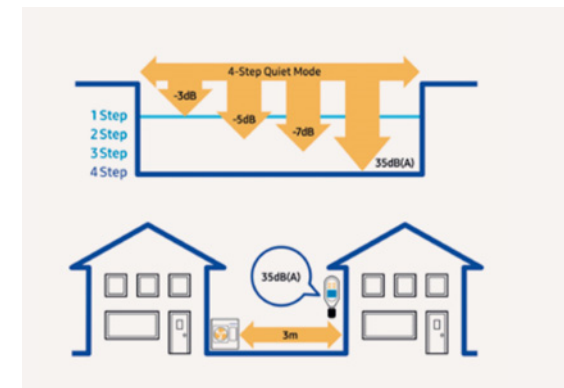 4-Step Quiet Mode
-3dB
1 Step
-5dB
2 Step
-7dB
3 Step
35dB(A)
4 Step
35dB(A)
3m